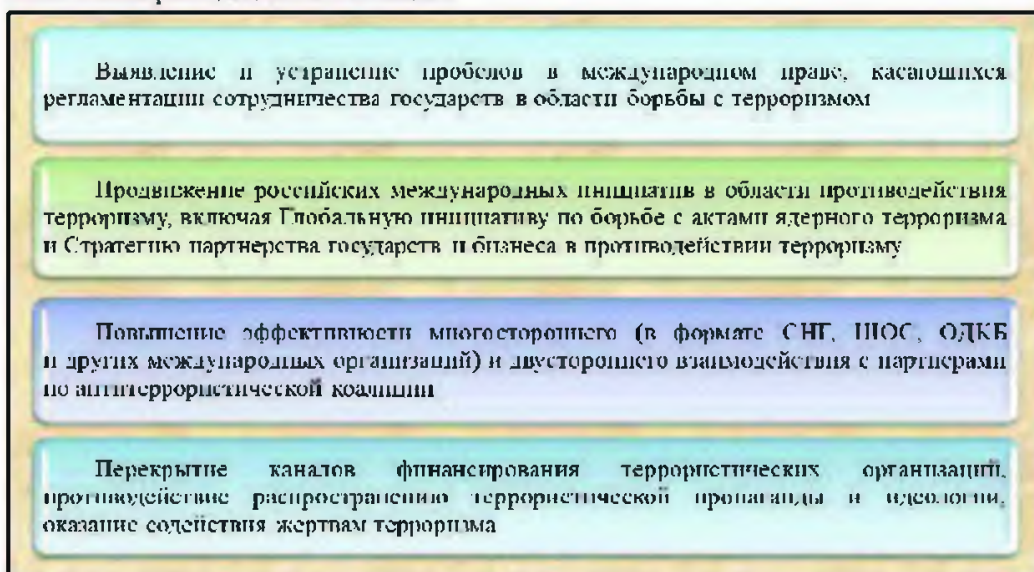 Выявление и устранение пробелов в международном праве, касающихся
регламентации сотрудничества государств в области борьбы с терроризмом
Продвижение российских международных инициатив в области противодействия
терроризму, включая Глобальную инициативу по борьбе с актами ядерного терроризма
и Стратегию партнерства государств и бизнеса в противодействии терроризму
Повышение эффективности многостороннего (в формате СНГ, ШОС, ОДКБ
и других международных организаций) и двустороннего взаимодействия с партнерами
по антитеррористической коалиции
Перекрытие каналов финансирования террористических организаций,
противодействие распространению террористической пропаганды и идеологии,
оказание содействия жертвам терроризма